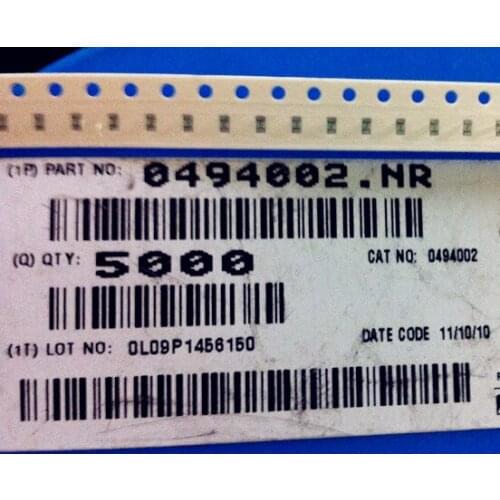 (1P) PART NO: 0494002.NR
(Q) QTY: 5000 CAT NO: 0494002
(1T) LOT NO: 0L09P1456150 DATE CODE 11/10/10